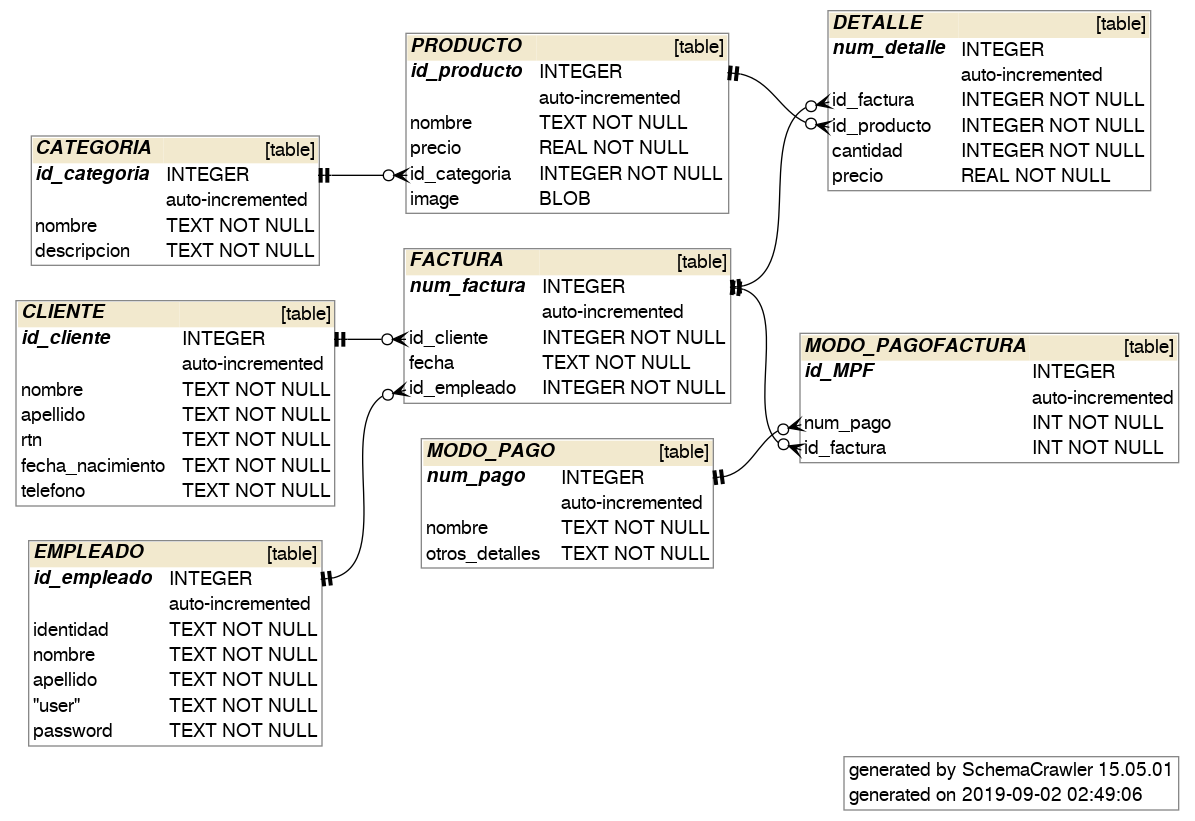 CATEGORIA [table]
id_categoria INTEGER
auto-incremented
nombre TEXT NOT NULL
descripcion TEXT NOT NULL
CLIENTE [table]
id_cliente INTEGER
auto-incremented
nombre TEXT NOT NULL
apellido TEXT NOT NULL
rtn TEXT NOT NULL
fecha_nacimiento TEXT NOT NULL
telefono TEXT NOT NULL
EMPLEADO [table]
id_empleado INTEGER
auto-incremented
identidad TEXT NOT NULL
nombre TEXT NOT NULL
apellido TEXT NOT NULL
"user" TEXT NOT NULL
password TEXT NOT NULL
PRODUCTO [table]
id_producto INTEGER
auto-incremented
nombre TEXT NOT NULL
precio REAL NOT NULL
id_categoria INTEGER NOT NULL
image BLOB
FACTURA [table]
num_factura INTEGER
auto-incremented
id_cliente INTEGER NOT NULL
fecha TEXT NOT NULL
id_empleado INTEGER NOT NULL
MODO_PAGO [table]
num_pago INTEGER
auto-incremented
nombre TEXT NOT NULL
otros_detalles TEXT NOT NULL
DETALLE [table]
num_detalle INTEGER
auto-incremented
id_factura INTEGER NOT NULL
id_producto INTEGER NOT NULL
cantidad INTEGER NOT NULL
precio REAL NOT NULL
MODO_PAGOFACTURA [table]
id_MPF INTEGER
auto-incremented
num_pago INT NOT NULL
id_factura INT NOT NULL
generated by SchemaCrawler 15.05.01
generated on 2019-09-02 02:49:06